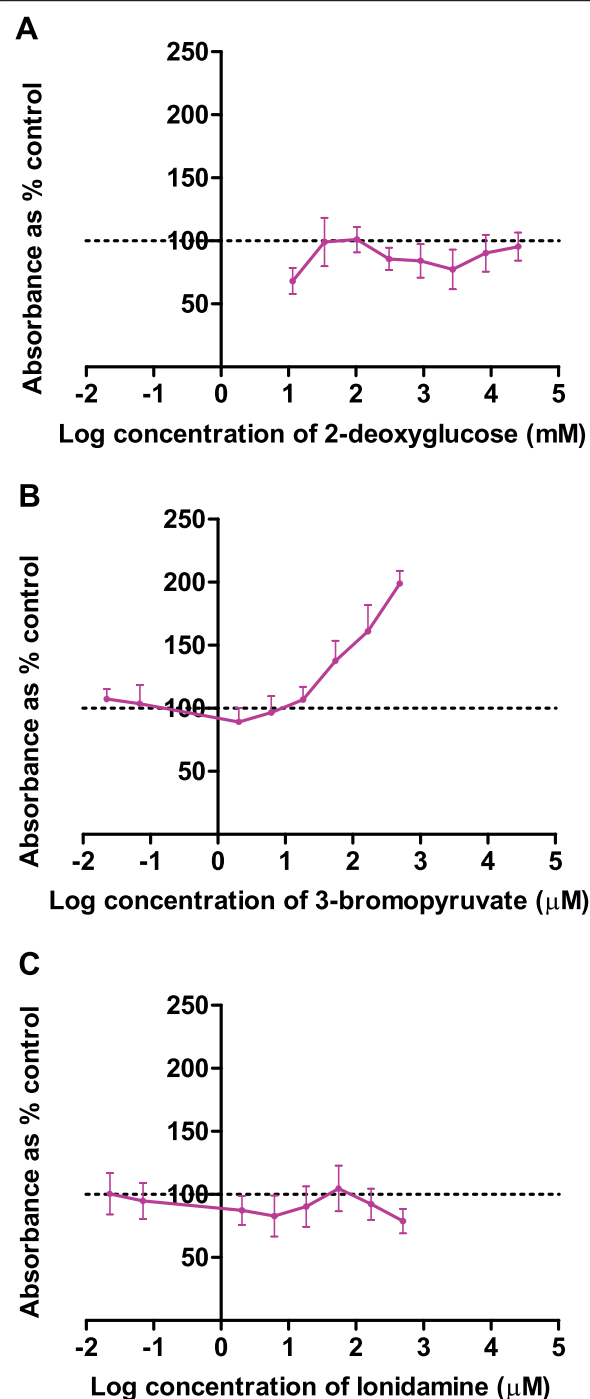 A
Absorbance as % control
250
200
150
100
50
-2 -1 0 1 2 3 4 5
Log concentration of 2-deoxyglucose (mM)
B
Absorbance as % control
250
200
150
100
50
-2 -1 0 1 2 3 4 5
Log concentration of 3-bromopyruvate (μM)
C
Absorbance as % control
250
200
150
100
50
-2 -1 0 1 2 3 4 5
Log concentration of lonidamine (μM)